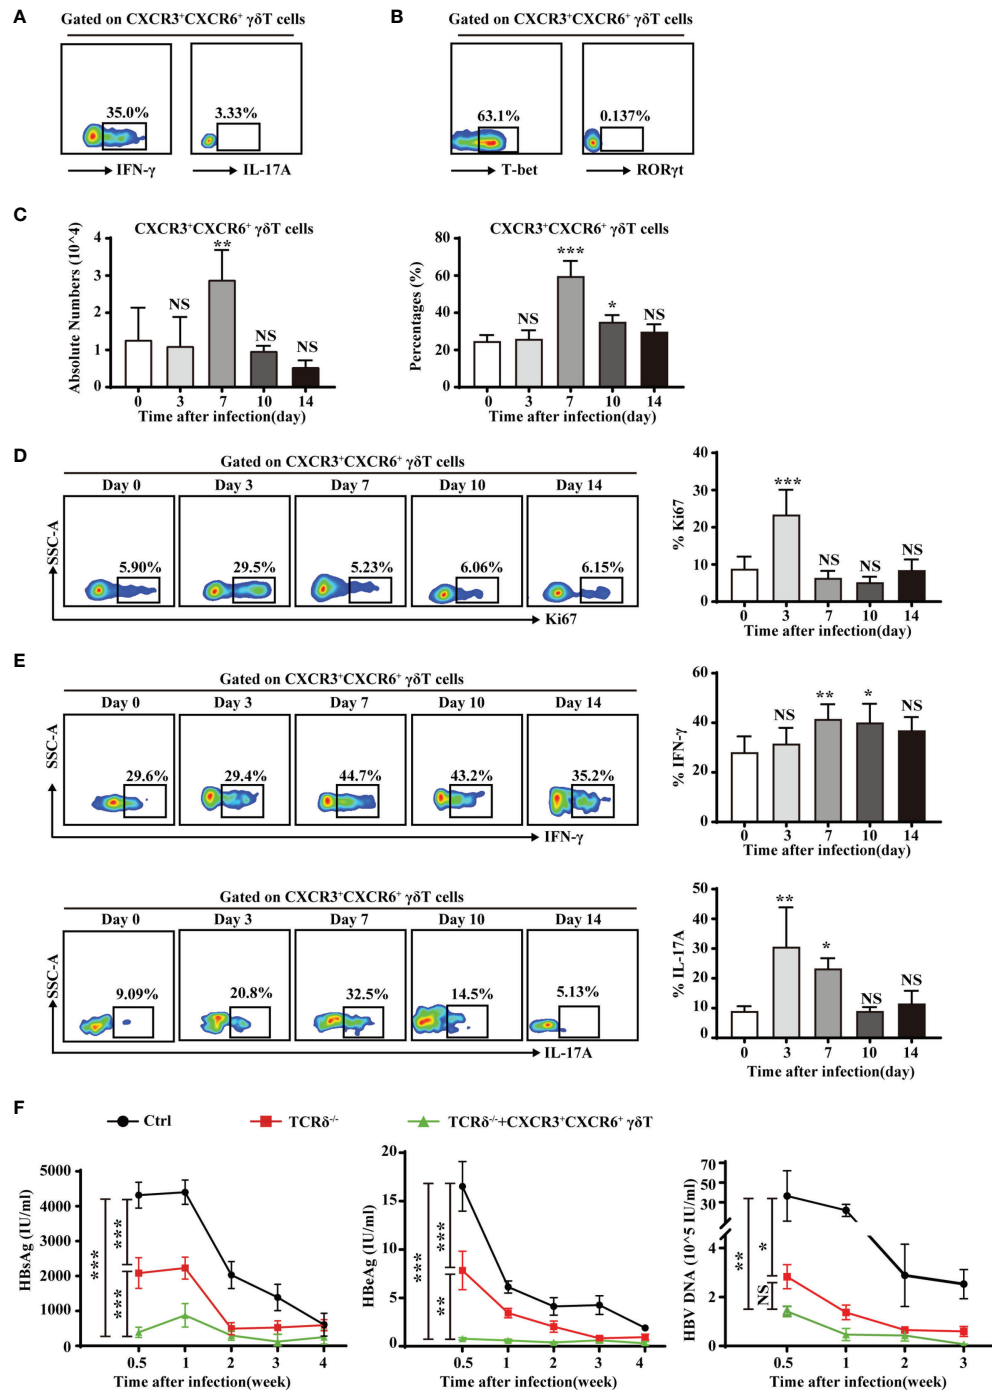 A
Gated on CXCR3⁺CXCR6⁺ γδT cells
35.0%
3.33%
IFN-γ
IL-17A
B
Gated on CXCR3⁺CXCR6⁺ γδT cells
63.1%
0.137%
T-bet
RORγt
C
CXCR3⁺CXCR6⁺ γδT cells
Absolute Numbers (10^4)
4
3
2
1
0
NS
**
NS
NS
0 3 7 10 14
Time after infection(day)
CXCR3⁺CXCR6⁺ γδT cells
Percentages (%)
80
60
40
20
0
NS
***
*
NS
0 3 7 10 14
Time after infection(day)
D
Gated on CXCR3⁺CXCR6⁺ γδT cells
Day 0 Day 3 Day 7 Day 10 Day 14
SSC-A
5.90% 29.5% 5.23% 6.06% 6.15%
Ki67
% Ki67
40
30
20
10
0
***
NS
NS
NS
0 3 7 10 14
Time after infection(day)
E
Gated on CXCR3⁺CXCR6⁺ γδT cells
Day 0 Day 3 Day 7 Day 10 Day 14
SSC-A
29.6% 29.4% 44.7% 43.2% 35.2%
IFN-γ
% IFN-γ
60
40
20
0
NS
**
*
NS
0 3 7 10 14
Time after infection(day)
Gated on CXCR3⁺CXCR6⁺ γδT cells
Day 0 Day 3 Day 7 Day 10 Day 14
SSC-A
9.09% 20.8% 32.5% 14.5% 5.13%
IL-17A
% IL-17A
50
40
30
20
10
0
**
*
NS
NS
0 3 7 10 14
Time after infection(day)
F
Ctrl
TCRδ⁻/⁻
TCRδ⁻/⁻+CXCR3⁺CXCR6⁺ γδT
HBsAg (IU/ml)
5000
4000
3000
2000
1000
0
***
***
***
0.5 1 2 3 4
Time after infection(week)
HBeAg (IU/ml)
20
15
10
5
0
***
***
**
0.5 1 2 3 4
Time after infection(week)
HBV DNA (10^5 IU/ml)
70
50
30
4
2
0
**
*
NS
0.5 1 2 3
Time after infection(week)